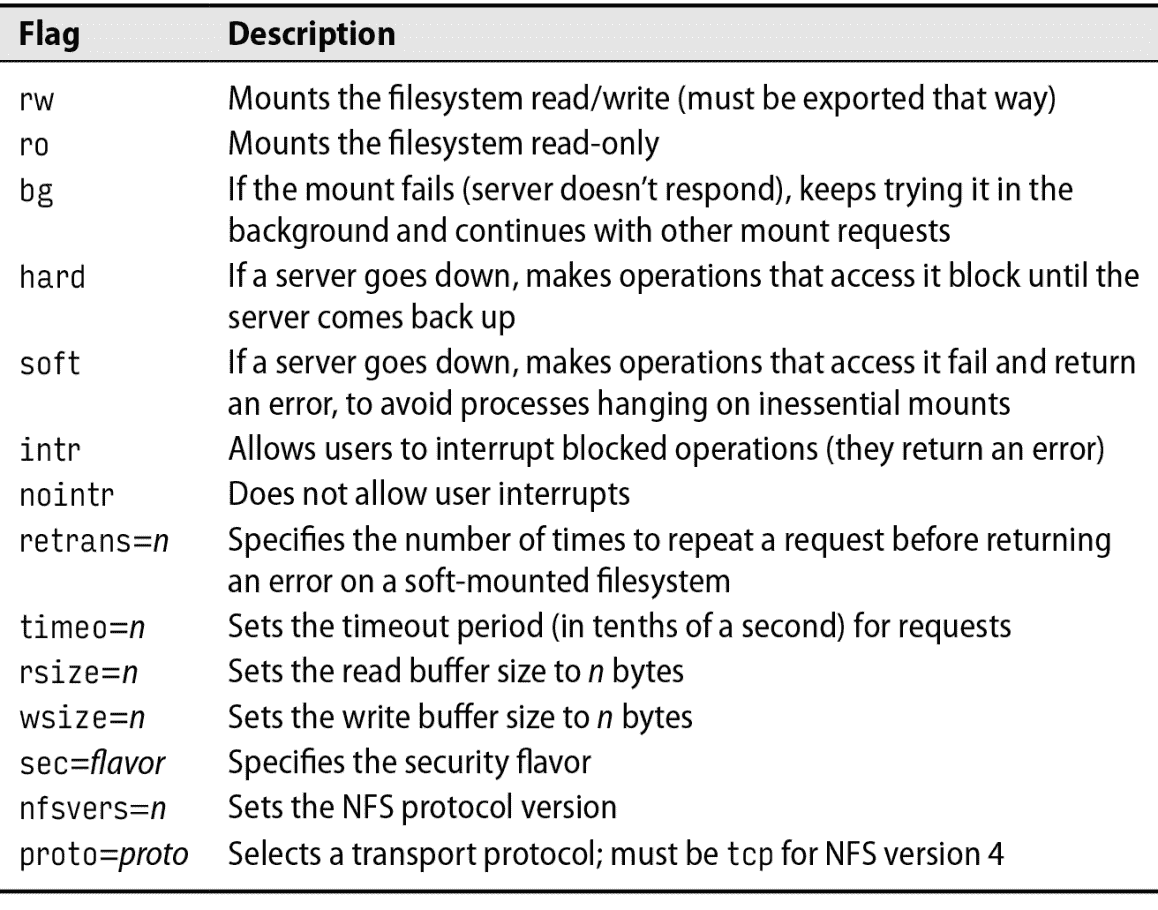 Flag Description
rw Mounts the filesystem read/write (must be exported that way)
ro Mounts the filesystem read-only
bg If the mount fails (server doesn’t respond), keeps trying it in the
background and continues with other mount requests
hard If a server goes down, makes operations that access it block until the
server comes back up
soft If a server goes down, makes operations that access it fail and return
an error, to avoid processes hanging on inessential mounts
intr Allows users to interrupt blocked operations (they return an error)
nointr Does not allow user interrupts
retrans=n Specifies the number of times to repeat a request before returning
an error on a soft-mounted filesystem
timeo=n Sets the timeout period (in tenths of a second) for requests
rsize=n Sets the read buffer size to n bytes
wsize=n Sets the write buffer size to n bytes
sec=flavor Specifies the security flavor
nfsvers=n Sets the NFS protocol version
proto=proto Selects a transport protocol; must be tcp for NFS version 4